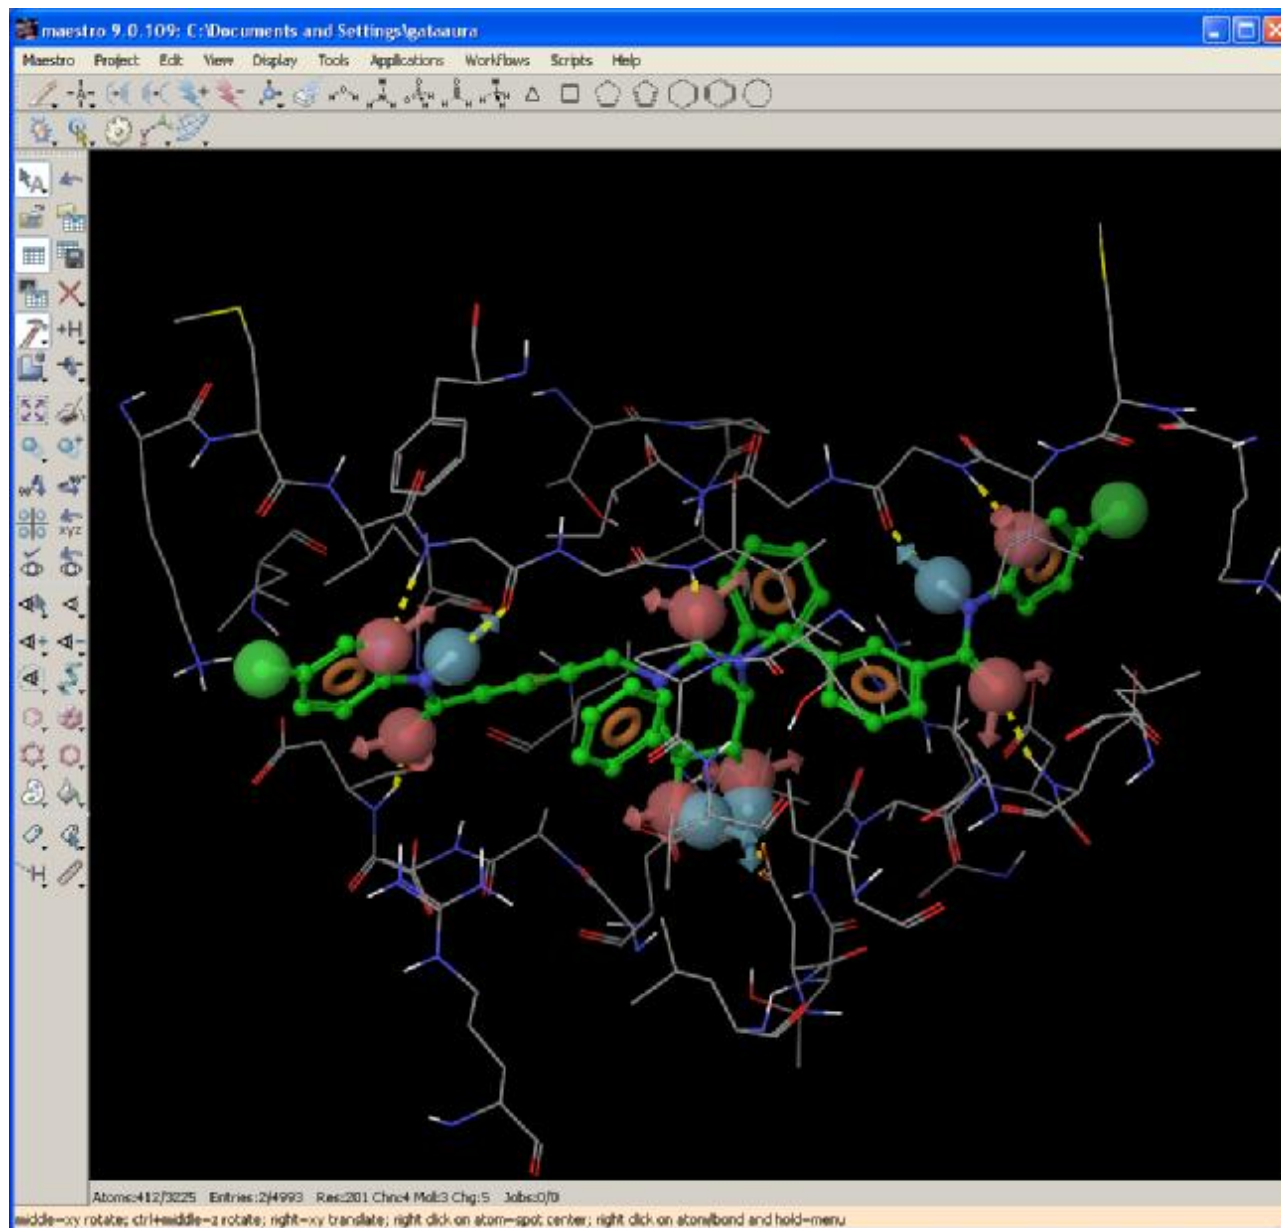 maestro 9.0.109: C:\Documents and Settings\gataaura
Maestro Project Edit View Display Tools Applications Workflows Scripts Help
+H
90° 90°
xyz
H
Atoms:412/3225 Entries:2/4993 Res:201 Chn:4 Mol:3 Chg:5 Jobs:0/0
middle=xy rotate; ctrl+middle=z rotate; right=xy translate; right click on atom=spot center; right click on atom/bond and hold=menu